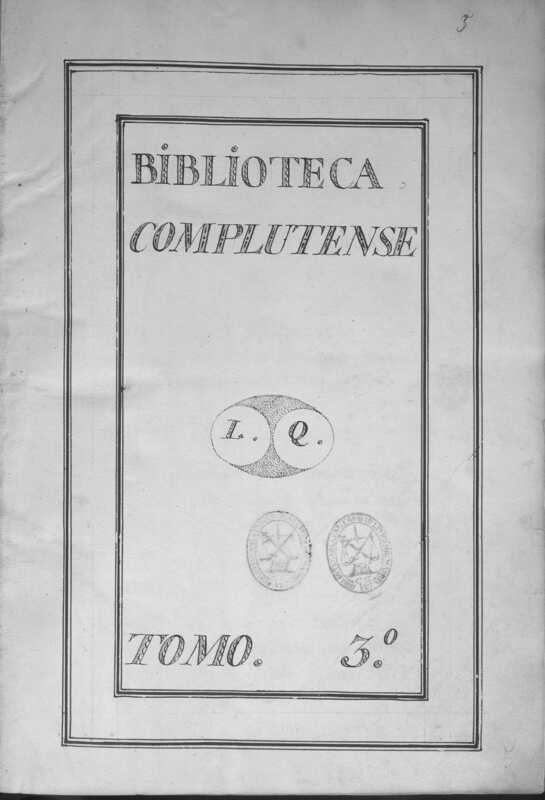 3
BiBLiOTECA
COMPLUTENSE
L. Q.
TOMO. 3.º